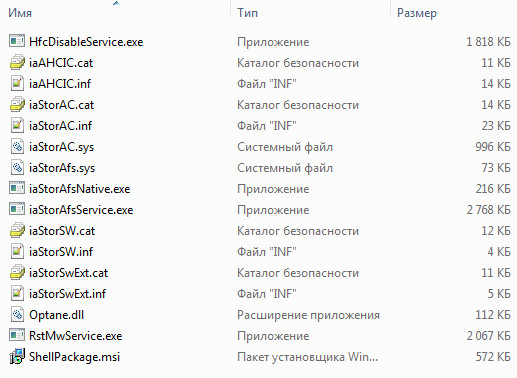 Имя Тип Размер
HfcDisableService.exe Приложение 1 818 КБ
iaAHCIC.cat Каталог безопасности 11 КБ
iaAHCIC.inf Файл "INF" 14 КБ
iaStorAC.cat Каталог безопасности 14 КБ
iaStorAC.inf Файл "INF" 23 КБ
iaStorAC.sys Системный файл 996 КБ
iaStorAfs.sys Системный файл 73 КБ
iaStorAfsNative.exe Приложение 216 КБ
iaStorAfsService.exe Приложение 2 768 КБ
iaStorSW.cat Каталог безопасности 12 КБ
iaStorSW.inf Файл "INF" 4 КБ
iaStorSwExt.cat Каталог безопасности 11 КБ
iaStorSwExt.inf Файл "INF" 5 КБ
Optane.dll Расширение приложения 112 КБ
RstMwService.exe Приложение 2 067 КБ
ShellPackage.msi Пакет установщика Win... 572 КБ